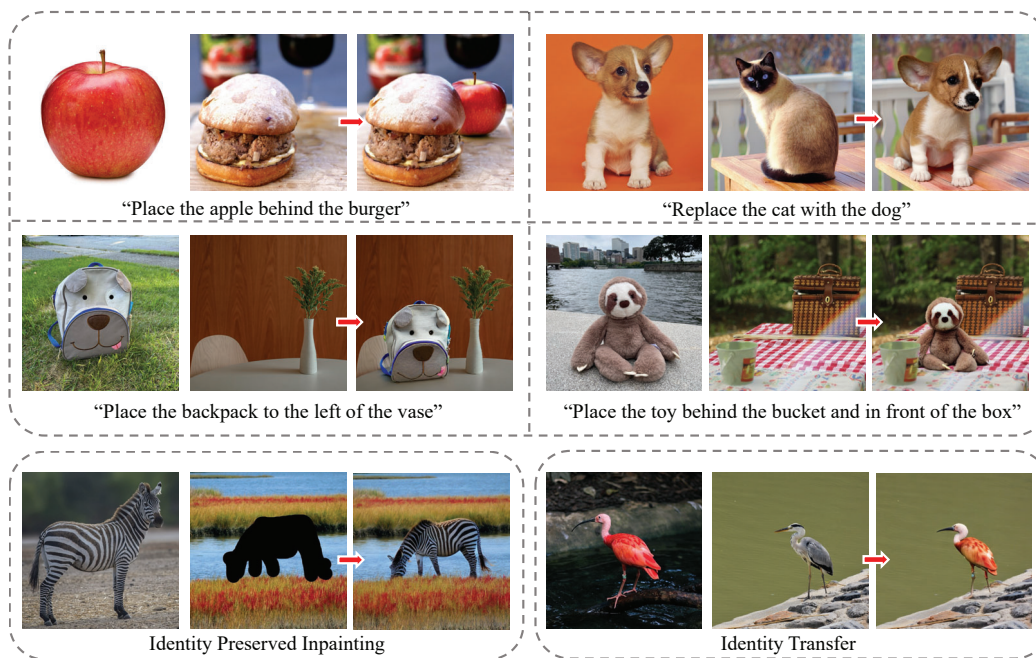 “Place the apple behind the burger”
“Replace the cat with the dog”
“Place the backpack to the left of the vase”
“Place the toy behind the bucket and in front of the box”
Identity Preserved Inpainting
Identity Transfer